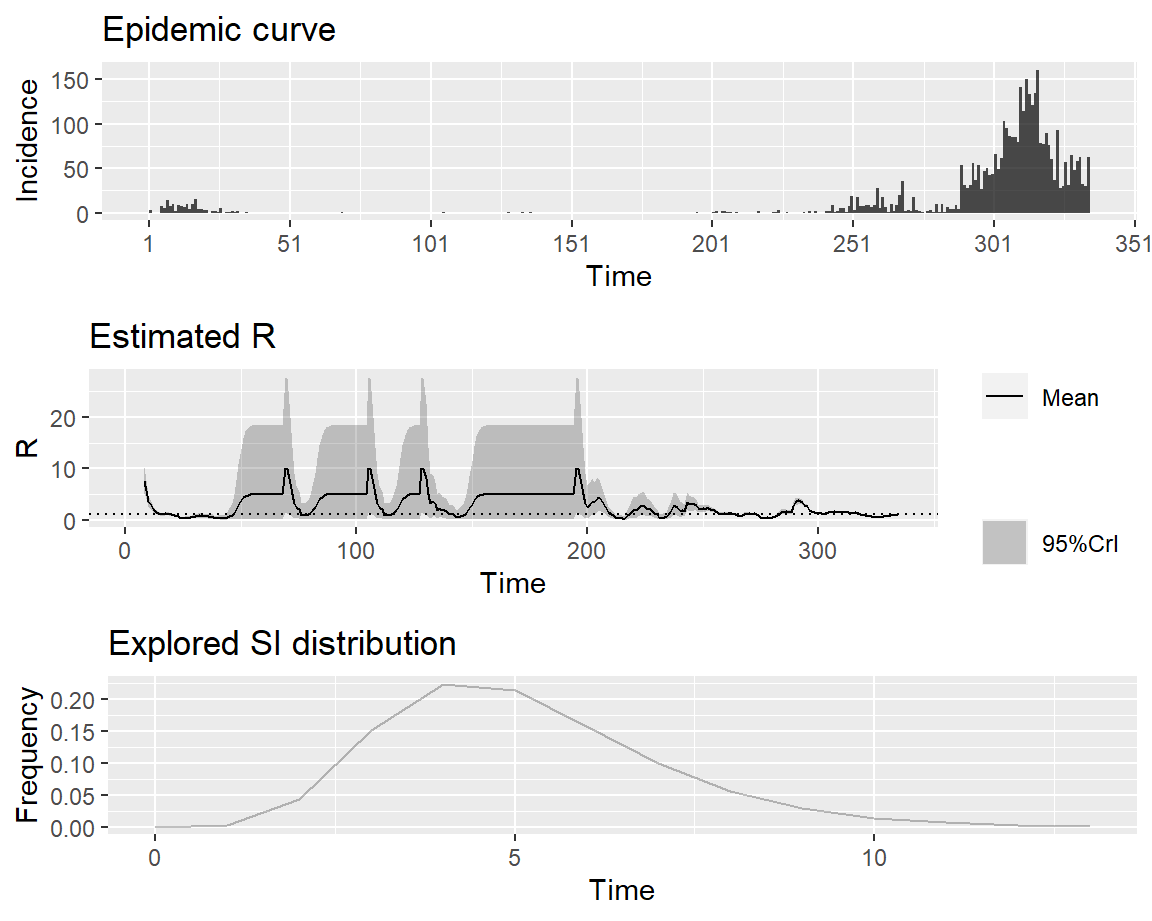 Epidemic curve
Incidence
150
100
50
0
1 51 101 151 201 251 301 351
Time
Estimated R
R
20
10
0
0 100 200 300
Time
Mean
95%CrI
Explored SI distribution
Frequency
0.20
0.15
0.10
0.05
0.00
0 5 10
Time